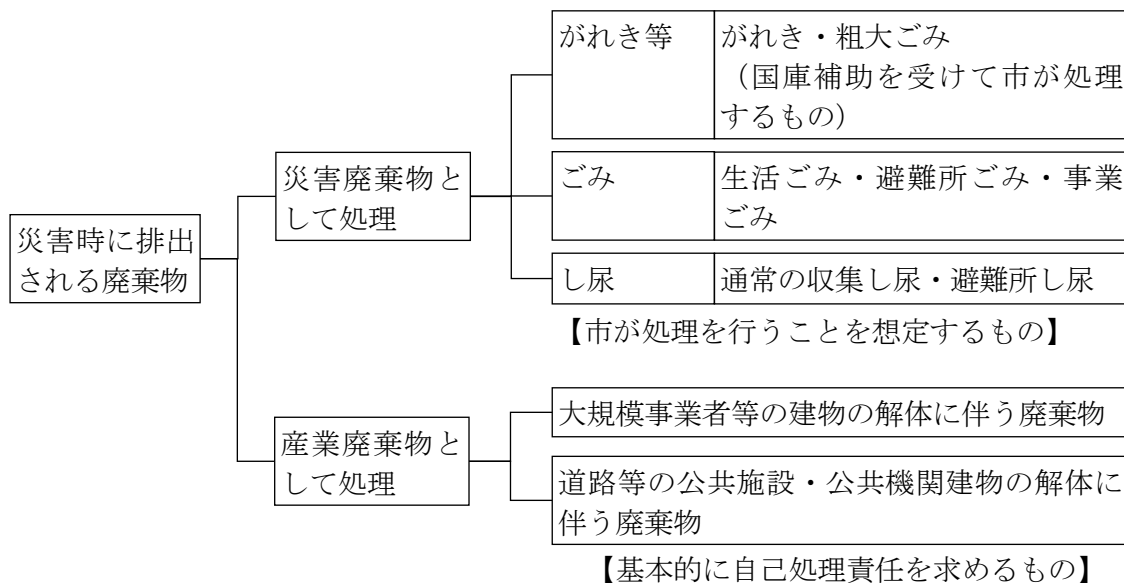 災害時に排出
される廃棄物
災害廃棄物と
して処理
がれき等
がれき・粗大ごみ
（国庫補助を受けて市が処理
するもの）
ごみ
生活ごみ・避難所ごみ・事業
ごみ
し尿
通常の収集し尿・避難所し尿
【市が処理を行うことを想定するもの】
産業廃棄物と
して処理
大規模事業者等の建物の解体に伴う廃棄物
道路等の公共施設・公共機関建物の解体に
伴う廃棄物
【基本的に自己処理責任を求めるもの】